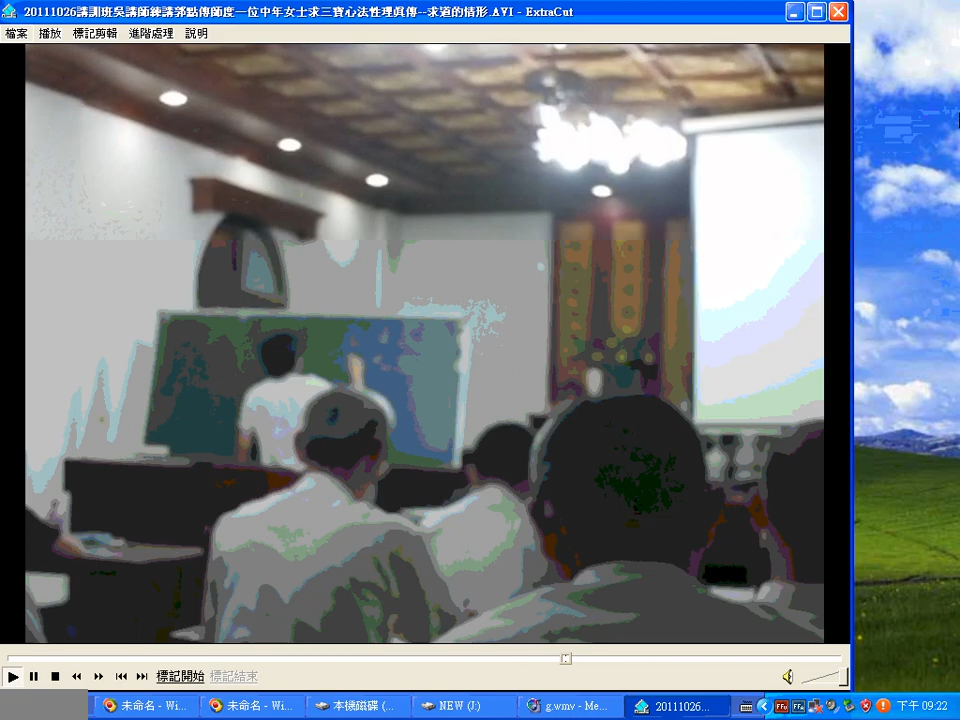 20111026講訓班吳講師練講郭點傳師度一位中年女士求三寶心法性理真傳--求道的情形.AVI - ExtraCut
檔案 播放 標記剪輯 進階處理 說明
標記開始 標記結束
未命名 - Wi... 未命名 - Wi... 本機磁碟 (... NEW (J:) g.wmv - Me... 20111026... 下午 09:22